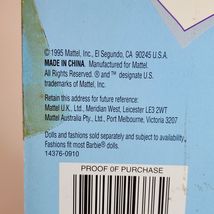 © 1995 Mattel, Inc., El Segundo, CA 90245 U.S.A.
MADE IN CHINA. Manufactured for Mattel.
All Rights Reserved. ® and ™ designate U.S.
trademarks of Mattel, Inc.
Retain this address for future reference:
Mattel U.K. Ltd., Meridian West, Leicester LE3 2WT
Mattel Australia Pty., Ltd., Port Melbourne, Victoria 3207
Dolls and fashions sold separately and subject to availability.
Fashions fit most Barbie® dolls.
14376-0910
PROOF OF PURCHASE